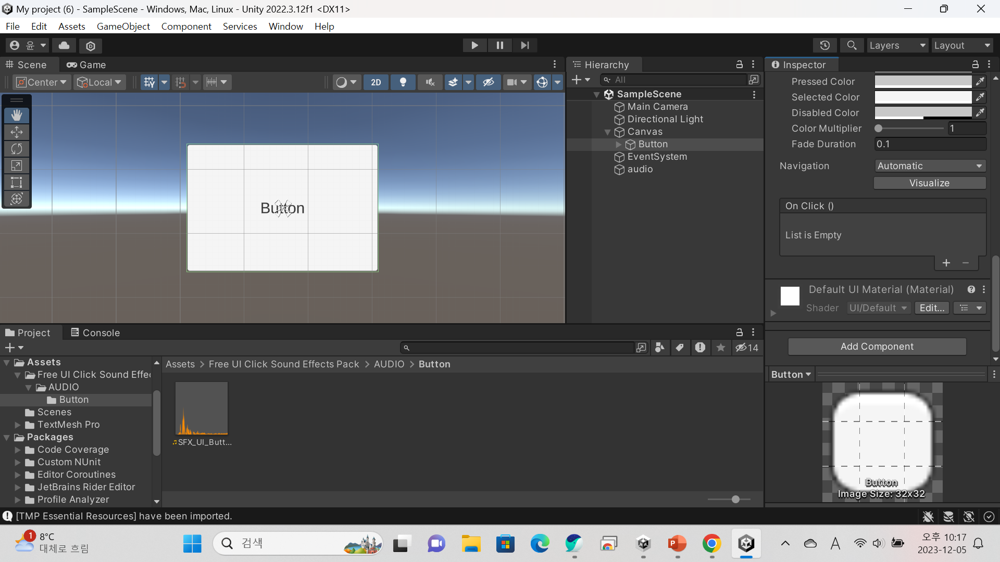 My project (6) - SampleScene - Windows, Mac, Linux - Unity 2022.3.12f1 <DX11>
File Edit Assets GameObject Component Services Window Help
윤 Layers Layout
Scene Game
Center Local 2D
Button
Hierarchy
All
SampleScene
Main Camera
Directional Light
Canvas
Button
EventSystem
audio
Inspector
Pressed Color
Selected Color
Disabled Color
Color Multiplier 1
Fade Duration 0.1
Navigation Automatic
Visualize
On Click ()
List is Empty
Default UI Material (Material)
Shader UI/Default Edit...
Add Component
Button
Button
Image Size: 32x32
Project Console
14
Assets
Free UI Click Sound Effe
AUDIO
Button
Scenes
TextMesh Pro
Packages
Code Coverage
Custom NUnit
Editor Coroutines
JetBrains Rider Editor
Profile Analyzer
Assets > Free UI Click Sound Effects Pack > AUDIO > Button
SFX_UI_Butt...
[TMP Essential Resources] have been imported.
1
8°C
대체로 흐림
검색
A
오후 10:17
2023-12-05